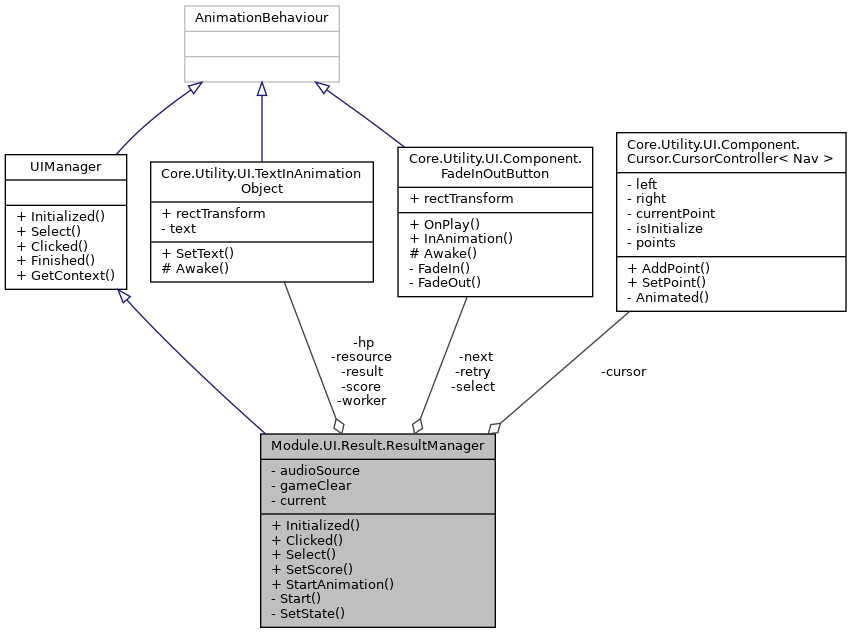 AnimationBehaviour
UIManager
+ Initialized()
+ Select()
+ Clicked()
+ Finished()
+ GetContext()
Core.Utility.UI.TextInAnimation
Object
+ rectTransform
- text
+ SetText()
# Awake()
Core.Utility.UI.Component.
FadeInOutButton
+ rectTransform
+ OnPlay()
+ InAnimation()
# Awake()
- FadeIn()
- FadeOut()
Core.Utility.UI.Component.
Cursor.CursorController< Nav >
- left
- right
- currentPoint
- isInitialize
- points
+ AddPoint()
+ SetPoint()
- Animated()
-hp
-resource
-result
-score
-worker
-next
-retry
-select
-cursor
Module.UI.Result.ResultManager
- audioSource
- gameClear
- current
+ Initialized()
+ Clicked()
+ Select()
+ SetScore()
+ StartAnimation()
- Start()
- SetState()